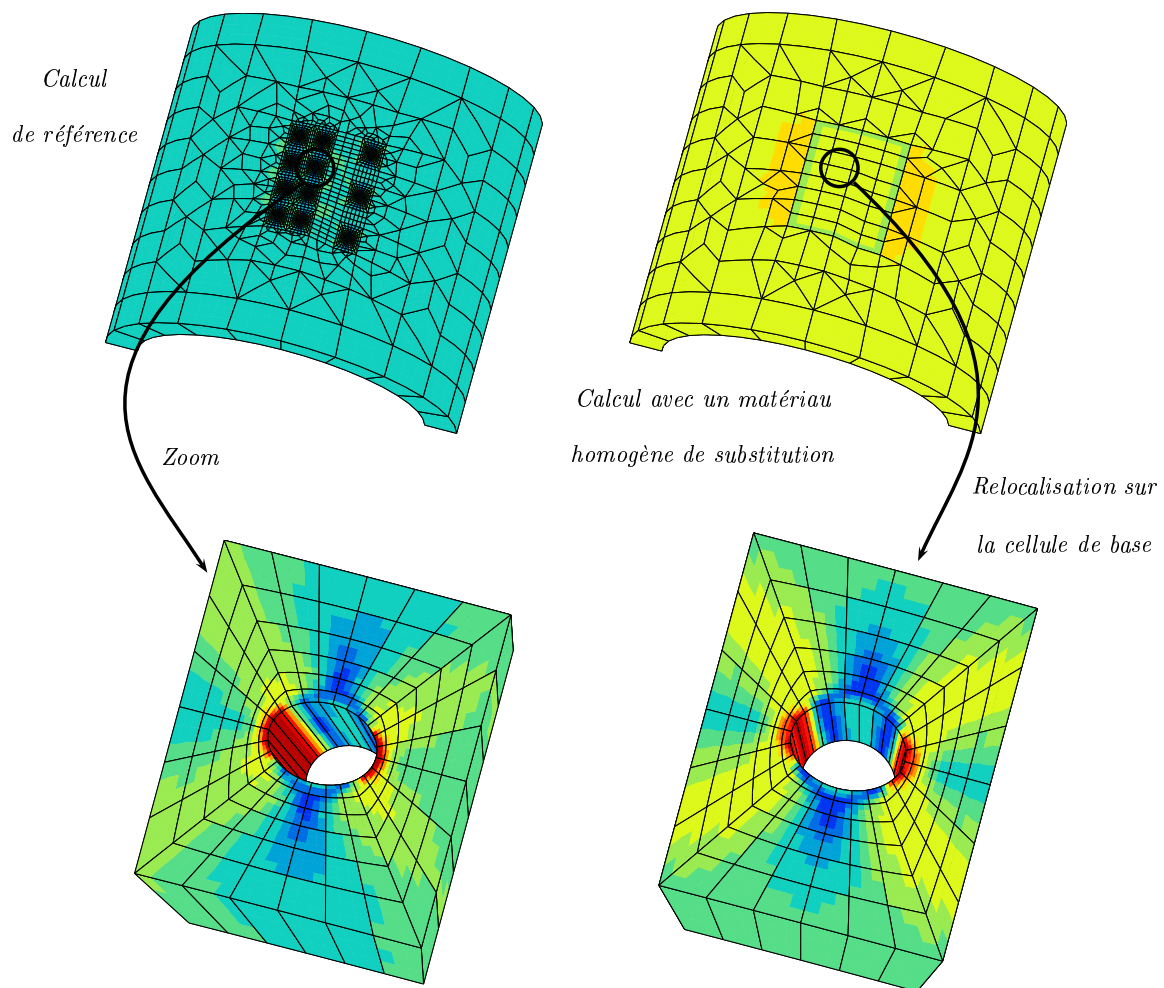 Calcul
de référence
Calcul avec un matériau
homogène de substitution
Zoom
Relocalisation sur
la cellule de base